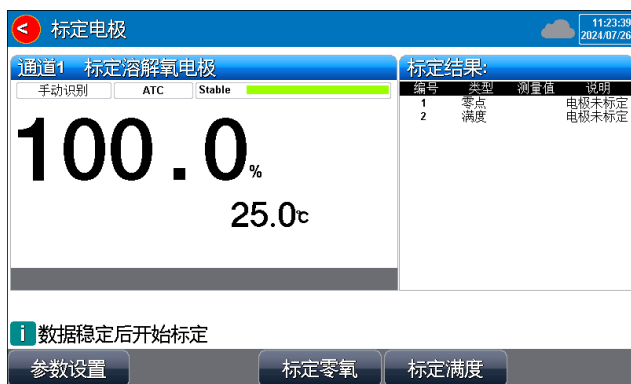 标定电极
11:23:39
2024/07/26
通道1 标定溶解氧电极
手动识别 ATC Stable
100.0%
25.0℃
标定结果:
编号 类型 测量值 说明
1 零点 电极未标定
2 满度 电极未标定
i 数据稳定后开始标定
参数设置 标定零氧 标定满度